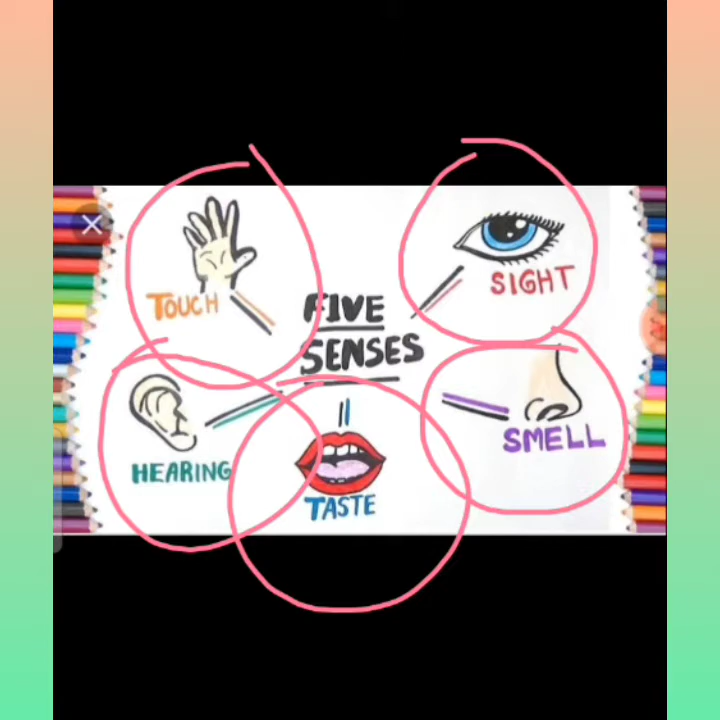 TOUCH
SIGHT
FIVE
SENSES
HEARING
TASTE
SMELL